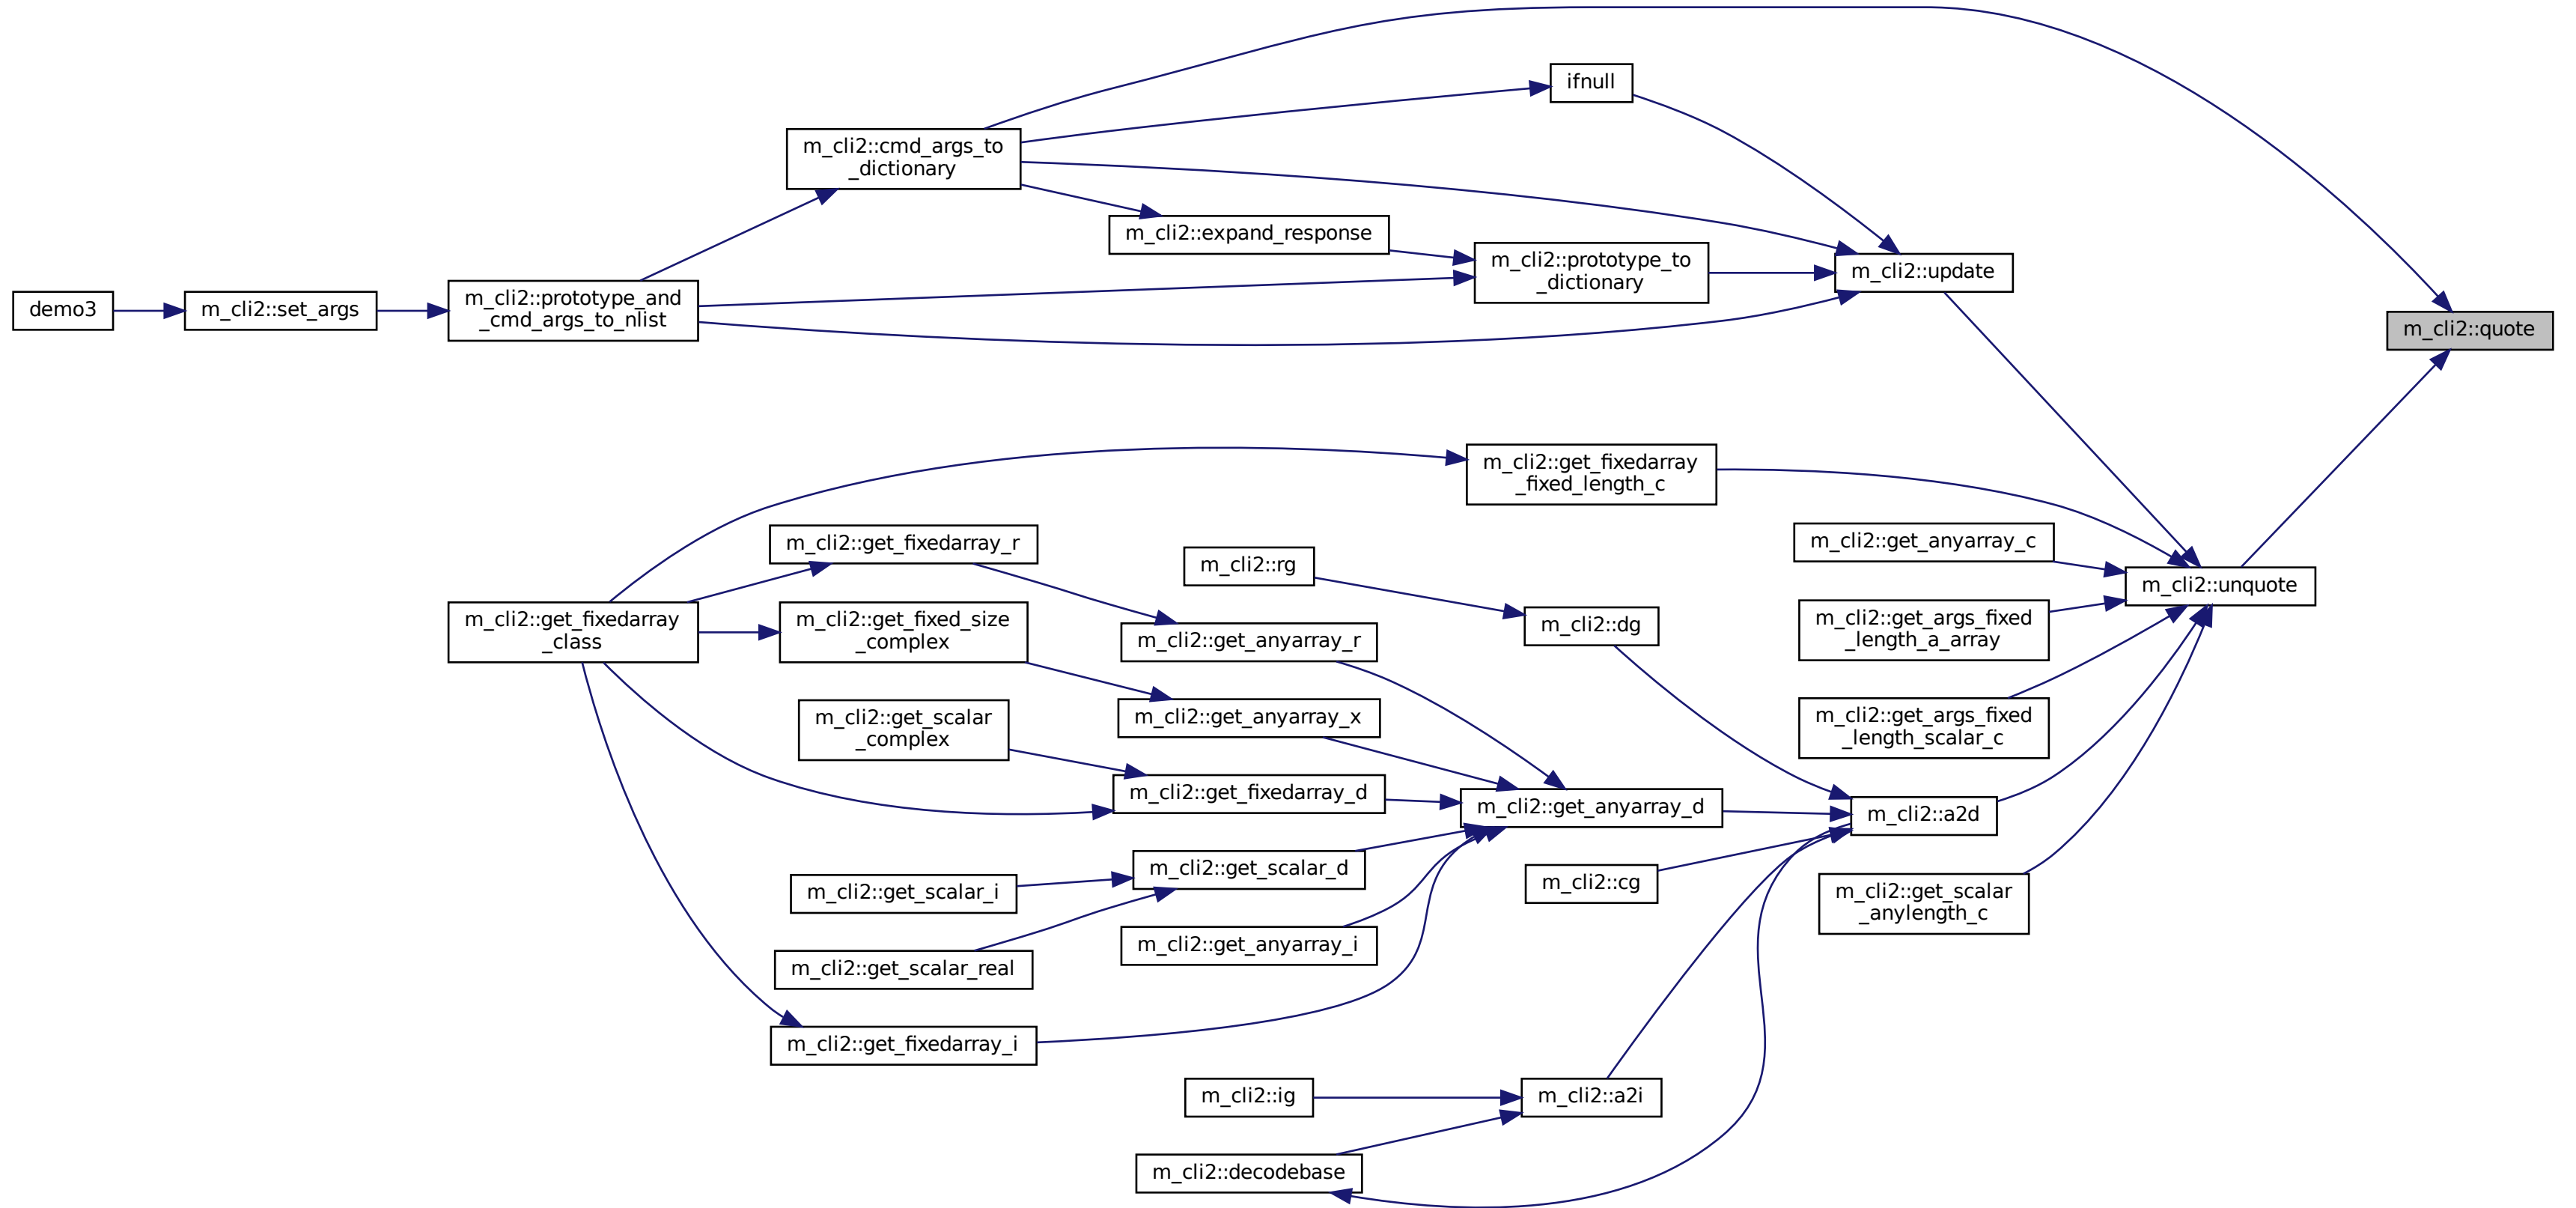 ifnull
m_cli2::cmd_args_to
_dictionary
m_cli2::expand_response
m_cli2::prototype_to
_dictionary
m_cli2::update
demo3
m_cli2::set_args
m_cli2::prototype_and
_cmd_args_to_nlist
m_cli2::quote
m_cli2::get_fixedarray
_fixed_length_c
m_cli2::get_fixedarray_r
m_cli2::get_anyarray_c
m_cli2::rg
m_cli2::unquote
m_cli2::get_fixedarray
_class
m_cli2::get_fixed_size
_complex
m_cli2::dg
m_cli2::get_args_fixed
_length_a_array
m_cli2::get_anyarray_r
m_cli2::get_scalar
_complex
m_cli2::get_anyarray_x
m_cli2::get_args_fixed
_length_scalar_c
m_cli2::get_fixedarray_d
m_cli2::get_anyarray_d
m_cli2::a2d
m_cli2::get_scalar_d
m_cli2::get_scalar_i
m_cli2::cg
m_cli2::get_scalar
_anylength_c
m_cli2::get_anyarray_i
m_cli2::get_scalar_real
m_cli2::get_fixedarray_i
m_cli2::ig
m_cli2::a2i
m_cli2::decodebase